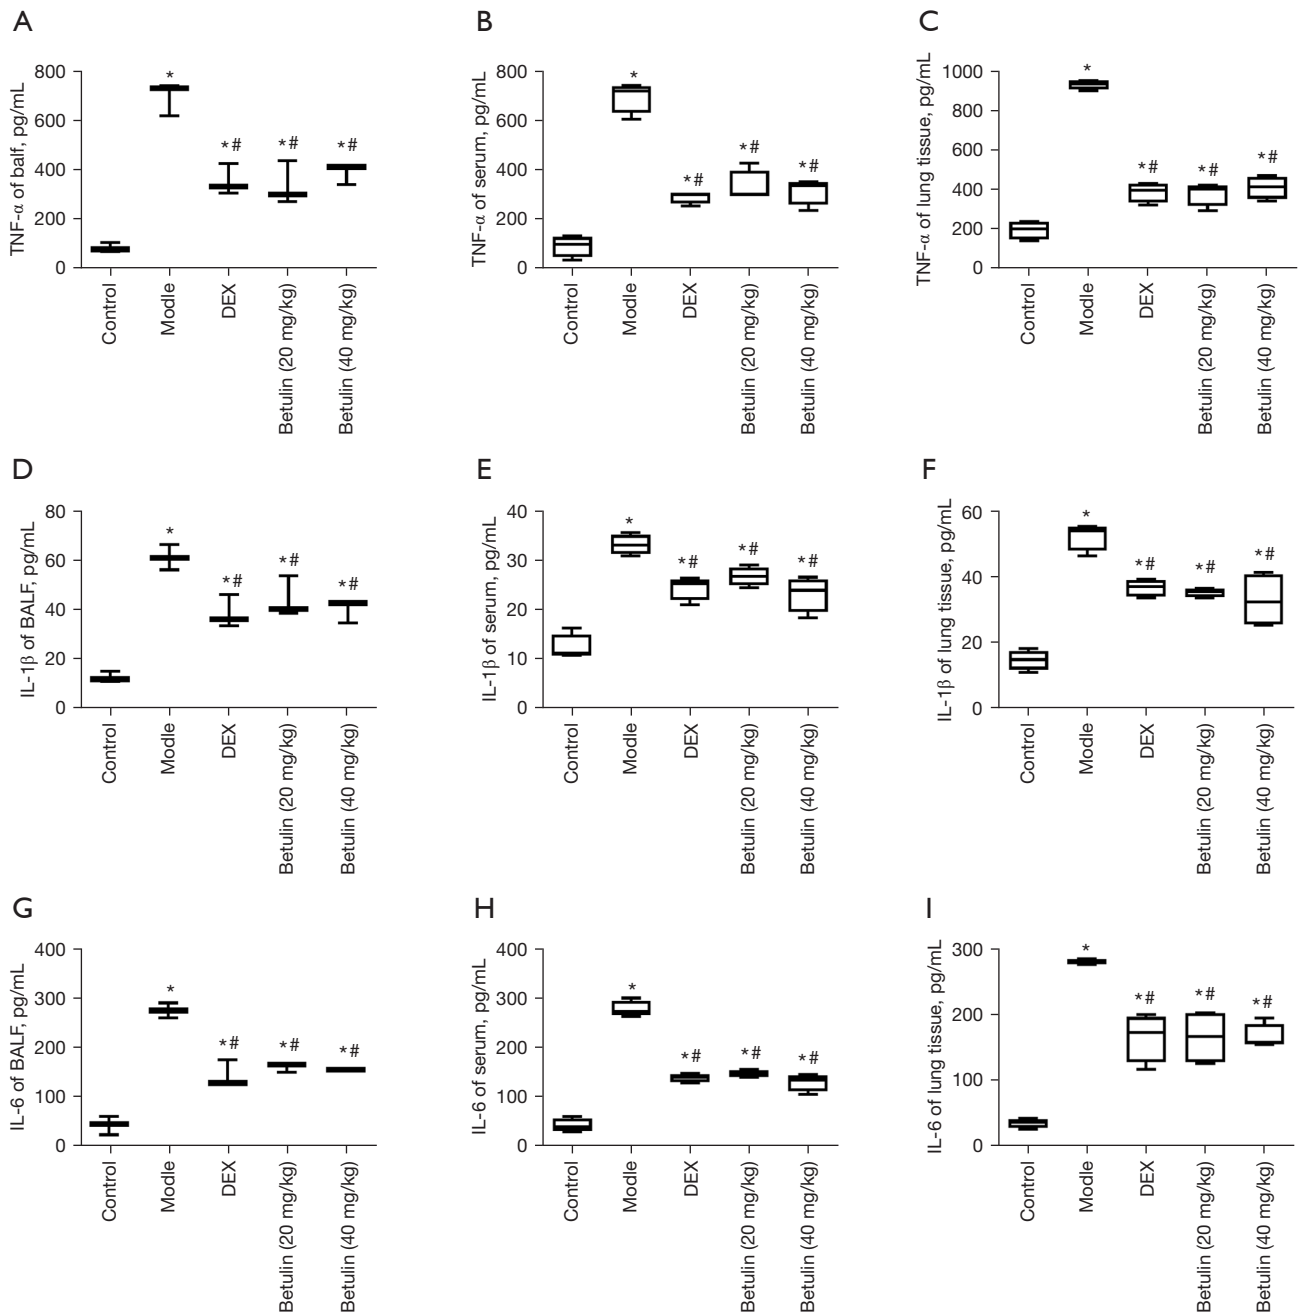 A
TNF-α of balf, pg/mL
800
600
400
200
0
*
*#
*#
*#
Control
Modle
DEX
Betulin (20 mg/kg)
Betulin (40 mg/kg)
B
TNF-α of serum, pg/mL
800
600
400
200
0
*
*#
*#
*#
Control
Modle
DEX
Betulin (20 mg/kg)
Betulin (40 mg/kg)
C
TNF-α of lung tissue, pg/mL
1000
800
600
400
200
0
*
*#
*#
*#
Control
Modle
DEX
Betulin (20 mg/kg)
Betulin (40 mg/kg)
D
IL-1β of BALF, pg/mL
80
60
40
20
0
*
*#
*#
*#
Control
Modle
DEX
Betulin (20 mg/kg)
Betulin (40 mg/kg)
E
IL-1β of serum, pg/mL
40
30
20
10
0
*
*#
*#
*#
Control
Modle
DEX
Betulin (20 mg/kg)
Betulin (40 mg/kg)
F
IL-1β of lung tissue, pg/mL
60
40
20
0
*
*#
*#
*#
Control
Modle
DEX
Betulin (20 mg/kg)
Betulin (40 mg/kg)
G
IL-6 of BALF, pg/mL
400
300
200
100
0
*
*#
*#
*#
Control
Modle
DEX
Betulin (20 mg/kg)
Betulin (40 mg/kg)
H
IL-6 of serum, pg/mL
400
300
200
100
0
*
*#
*#
*#
Control
Modle
DEX
Betulin (20 mg/kg)
Betulin (40 mg/kg)
I
IL-6 of lung tissue, pg/mL
300
200
100
0
*
*#
*#
*#
Control
Modle
DEX
Betulin (20 mg/kg)
Betulin (40 mg/kg)